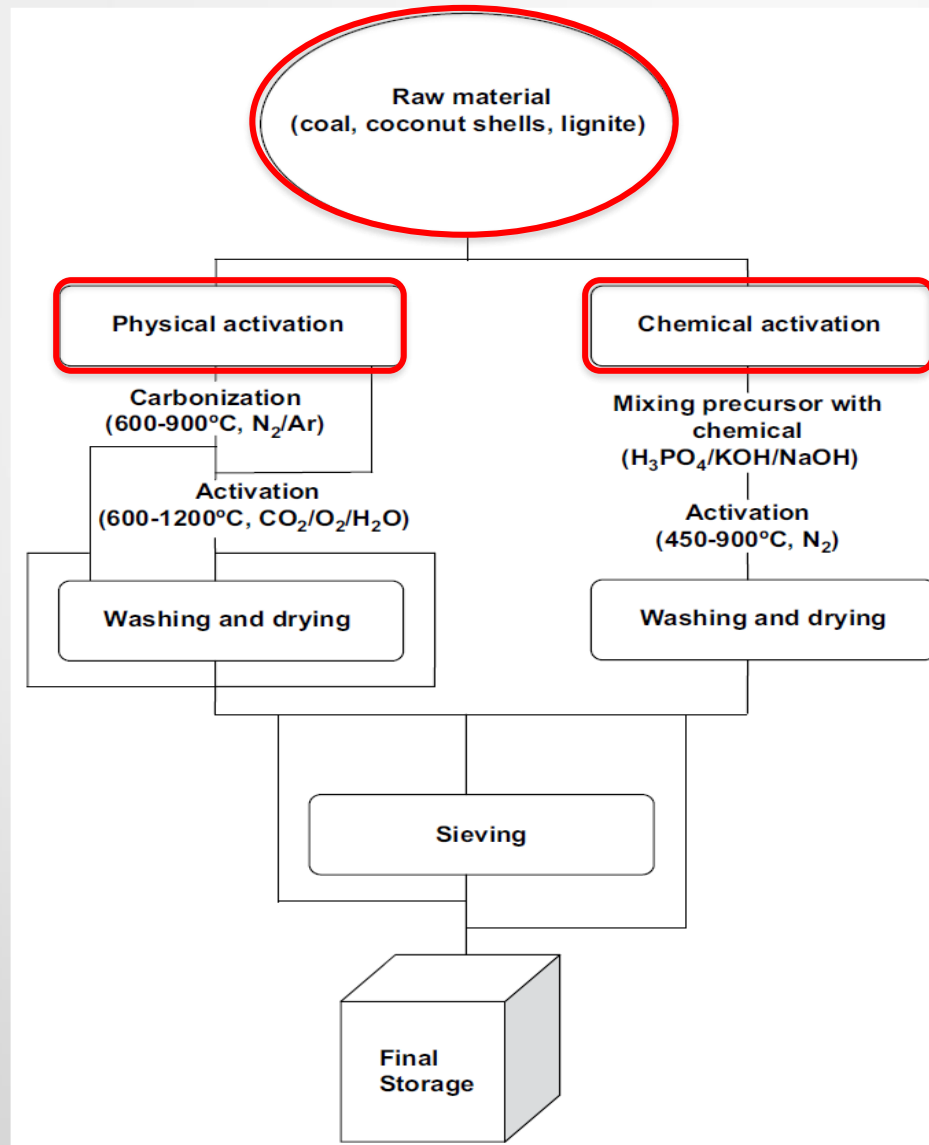 Raw material
(coal, coconut shells, lignite)
Physical activation
Carbonization
(600-900ºC, N₂/Ar)
Activation
(600-1200ºC, CO₂/O₂/H₂O)
Washing and drying
Chemical activation
Mixing precursor with
chemical
(H₃PO₄/KOH/NaOH)
Activation
(450-900ºC, N₂)
Washing and drying
Sieving
Final
Storage